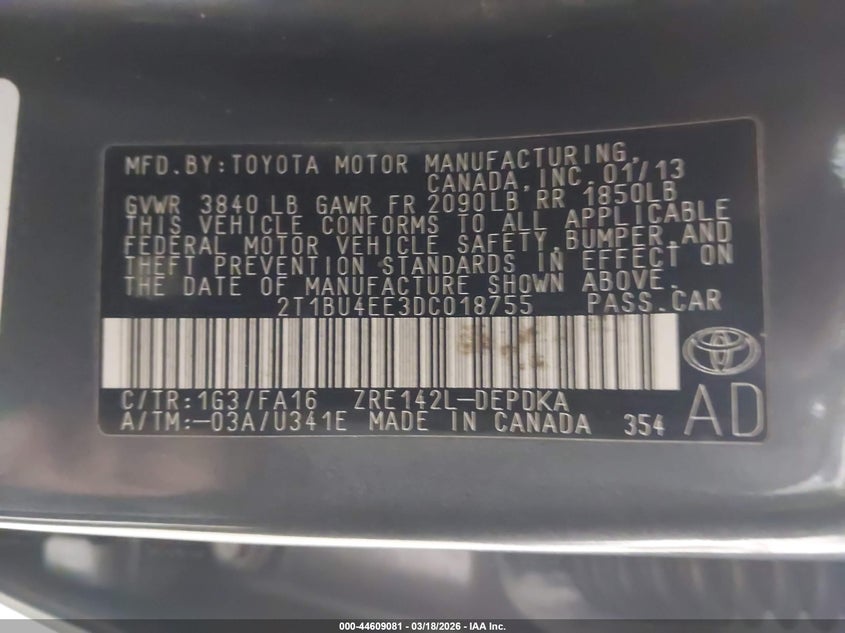 MFD.BY:TOYOTA MOTOR MANUFACTURING,
CANADA,INC. 01/13
GVWR 3840 LB GAWR FR 2090LB RR 1850LB
THIS VEHICLE CONFORMS TO ALL APPLICABLE
FEDERAL MOTOR VEHICLE SAFETY,BUMPER,AND
THEFT PREVENTION STANDARDS IN EFFECT ON
THE DATE OF MANUFACTURE SHOWN ABOVE.
2T1BU4EE3DC018755 PASS.CAR
C/TR:1G3/FA16 ZRE142L-DEPDKA
A/TM:-03A/U341E MADE IN CANADA 354
AD
000-44609081 - 03/18/2026 - IAA Inc.